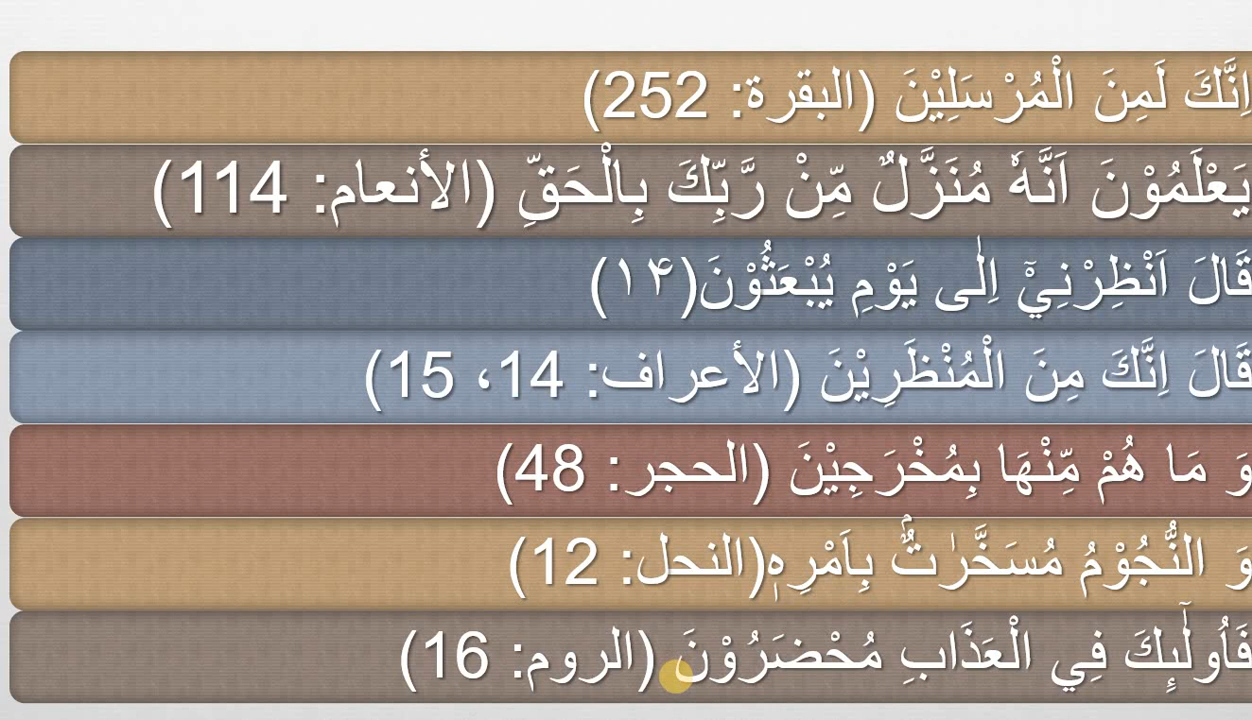 اِنَّكَ لَمِنَ الْمُرْسَلِيْنَ (البقرة: 252)
يَعْلَمُوْنَ اَنَّهٗ مُنَزَّلٌ مِّنْ رَّبِّكَ بِالْحَقِّ (الأنعام: 114)
قَالَ اَنْظِرْنِيْۤ اِلٰى يَوْمِ يُبْعَثُوْنَ(۱۴)
قَالَ اِنَّكَ مِنَ الْمُنْظَرِيْنَ (الأعراف: 14، 15)
وَ مَا هُمْ مِّنْهَا بِمُخْرَجِيْنَ (الحجر: 48)
وَ النُّجُوْمُ مُسَخَّرٰتٌۢ بِاَمْرِهٖ(النحل: 12)
فَاُولٰٓىِٕكَ فِي الْعَذَابِ مُحْضَرُوْنَ (الروم: 16)